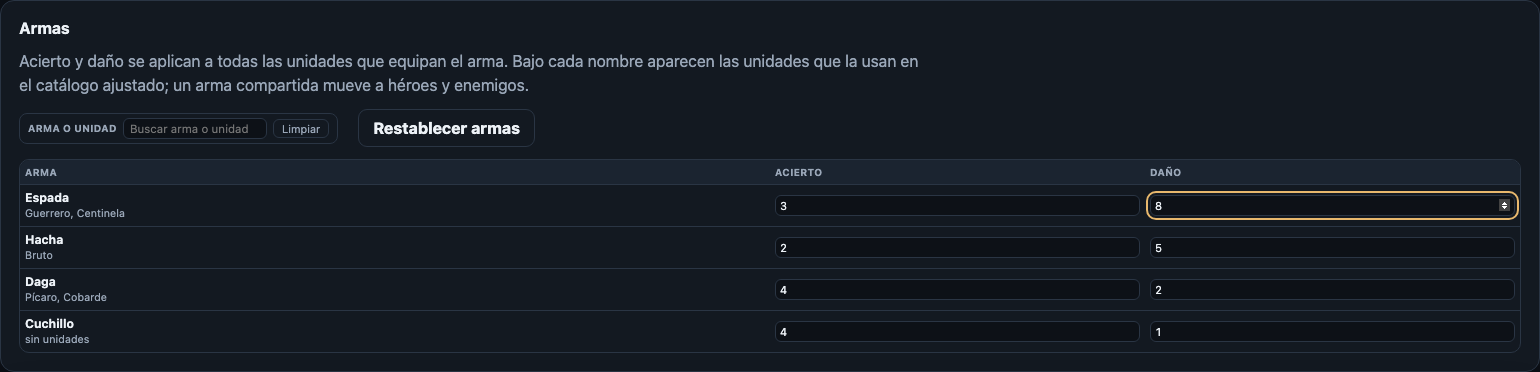 Armas
Acierto y daño se aplican a todas las unidades que equipan el arma. Bajo cada nombre aparecen las unidades que la usan en
el catálogo ajustado; un arma compartida mueve a héroes y enemigos.
ARMA O UNIDAD Buscar arma o unidad Limpiar Restablecer armas
ARMA ACIERTO DAÑO
Espada
Guerrero, Centinela
3 8
Hacha
Bruto
2 5
Daga
Pícaro, Cobarde
4 2
Cuchillo
sin unidades
4 1